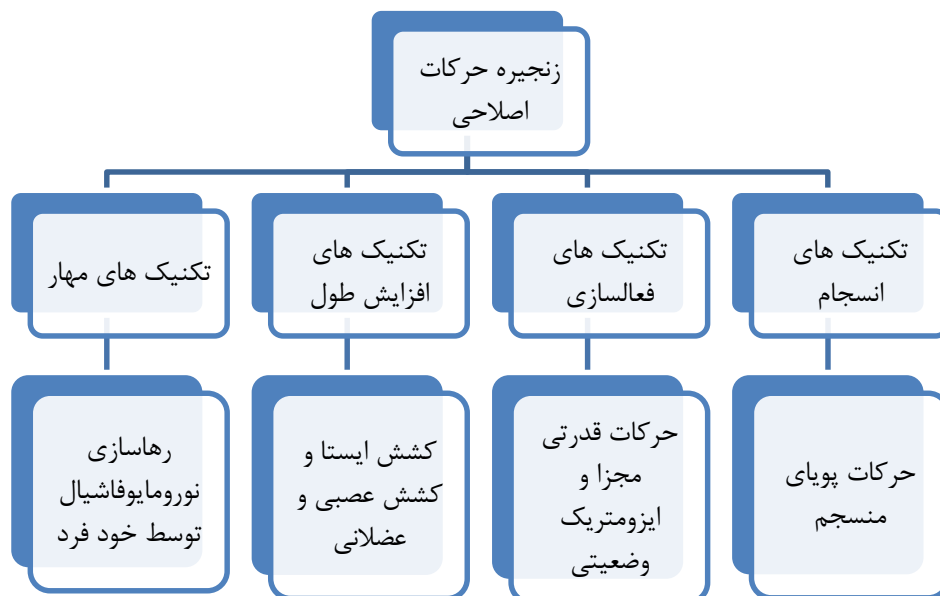 زنجیره حرکات
اصلاحی
تکنیک های
انسجام
تکنیک های
فعالسازی
تکنیک های
افزایش طول
تکنیک های مهار
حرکات پویای
منسجم
حرکات قدرتی
مجزا و
ایزومتریک
وضعیتی
کشش ایستا و
کشش عصبی و
عضلانی
رهاسازی
نورومایوفاشیال
توسط خود فرد